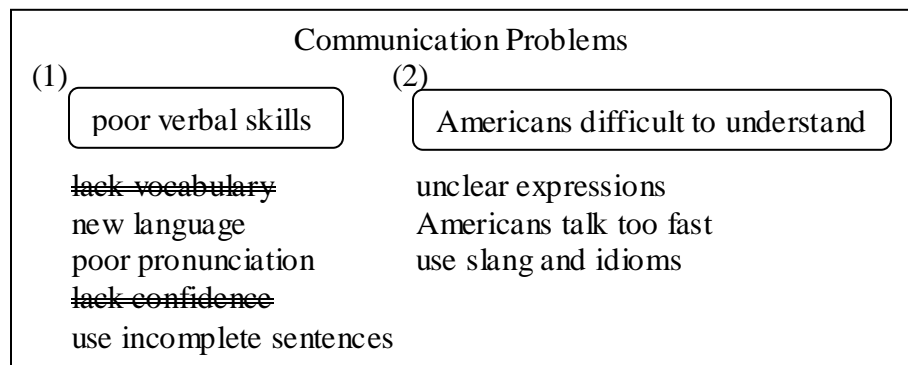 Communication Problems
(1)
poor verbal skills
lack vocabulary
new language
poor pronunciation
lack confidence
use incomplete sentences
(2)
Americans difficult to understand
unclear expressions
Americans talk too fast
use slang and idioms